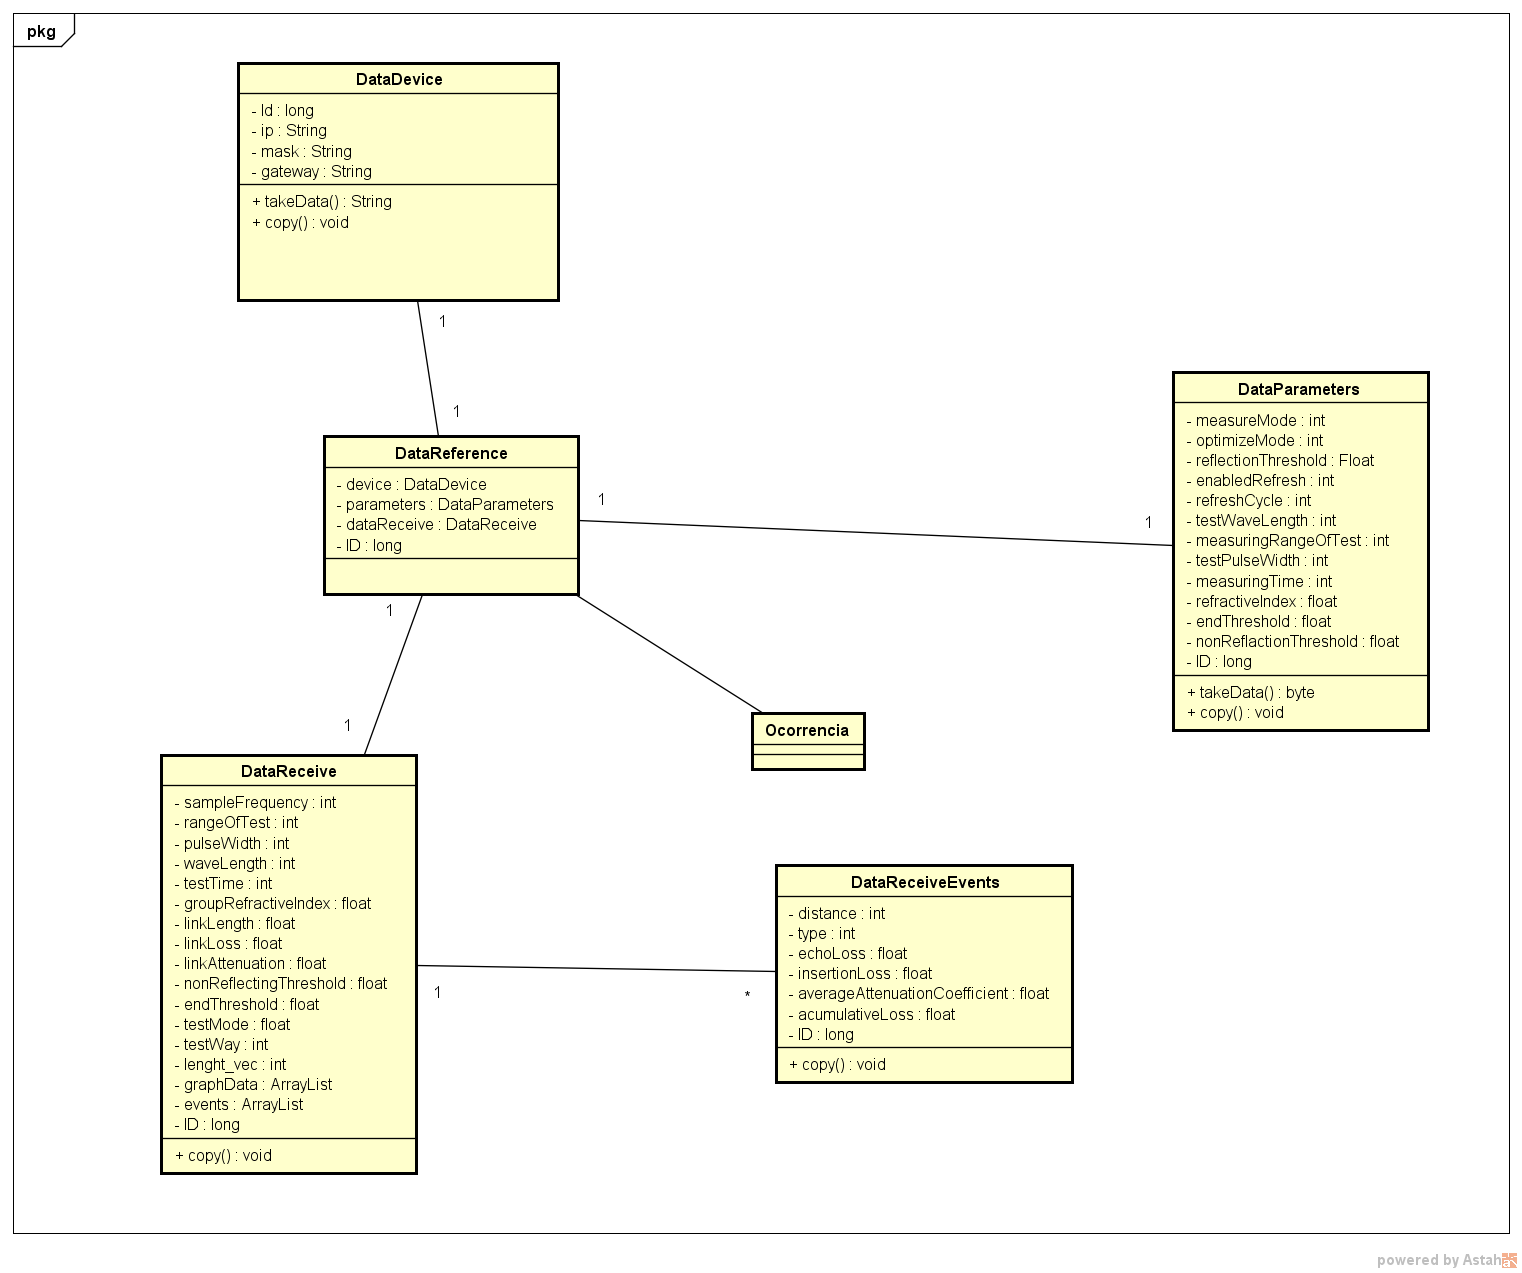 pkg
DataDevice
- Id : long
- ip : String
- mask : String
- gateway : String
+ takeData() : String
+ copy() : void
1
1
DataReference
- device : DataDevice
- parameters : DataParameters
- dataReceive : DataReceive
- ID : long
1
1
DataParameters
- measureMode : int
- optimizeMode : int
- reflectionThreshold : Float
- enabledRefresh : int
- refreshCycle : int
- testWaveLength : int
- measuringRangeOfTest : int
- testPulseWidth : int
- measuringTime : int
- refractiveIndex : float
- endThreshold : float
- nonReflactionThreshold : float
- ID : long
+ takeData() : byte
+ copy() : void
1
1
Ocorrencia
DataReceive
- sampleFrequency : int
- rangeOfTest : int
- pulseWidth : int
- waveLength : int
- testTime : int
- groupRefractiveIndex : float
- linkLength : float
- linkLoss : float
- linkAttenuation : float
- nonReflectingThreshold : float
- endThreshold : float
- testMode : float
- testWay : int
- lenght_vec : int
- graphData : ArrayList
- events : ArrayList
- ID : long
+ copy() : void
1
*
DataReceiveEvents
- distance : int
- type : int
- echoLoss : float
- insertionLoss : float
- averageAttenuationCoefficient : float
- acumulativeLoss : float
- ID : long
+ copy() : void
powered by Astah